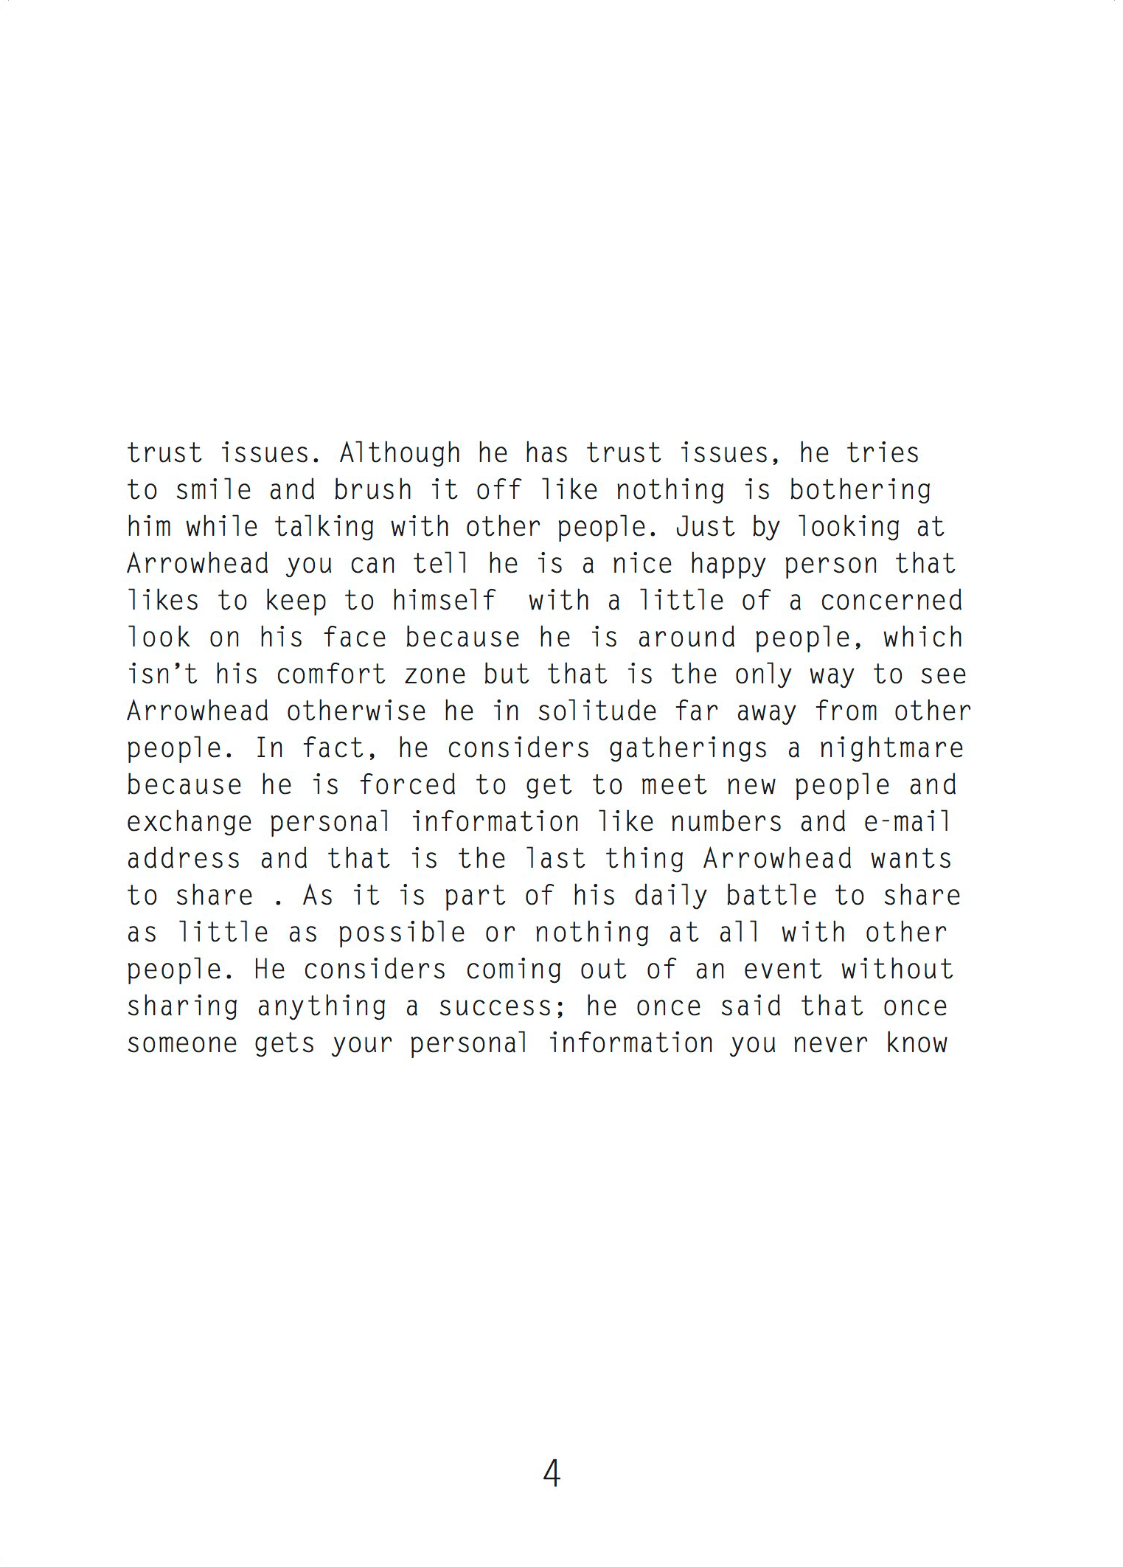 trust issues. Although he has trust issues, he tries
to smile and brush it off like nothing is bothering
him while talking with other people. Just by looking at
Arrowhead you can tell he is a nice happy person that
likes to keep to himself  with a little of a concerned
look on his face because he is around people, which
isn’t his comfort zone but that is the only way to see
Arrowhead otherwise he in solitude far away from other
people. In fact, he considers gatherings a nightmare
because he is forced to get to meet new people and
exchange personal information like numbers and e-mail
address and that is the last thing Arrowhead wants
to share . As it is part of his daily battle to share
as little as possible or nothing at all with other
people. He considers coming out of an event without
sharing anything a success; he once said that once
someone gets your personal information you never know
4